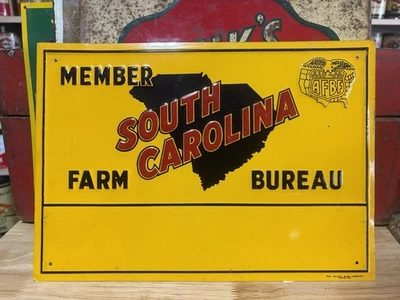 MEMBER
SOUTH
CAROLINA
AFBF
FARM BUREAU